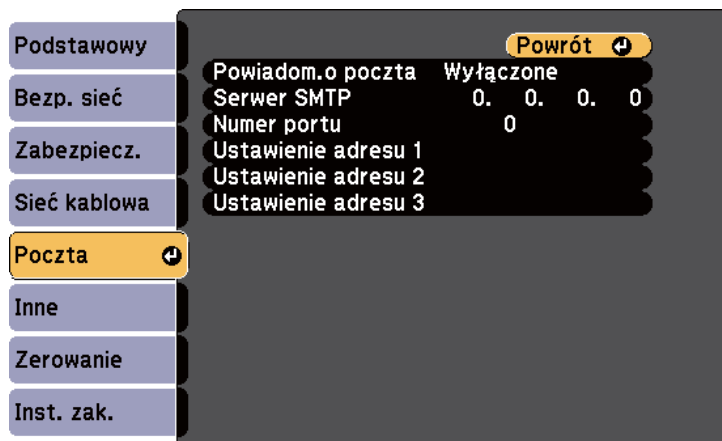 Podstawowy
Bezp. sieć
Zabezpiecz.
Sieć kablowa
Poczta
Inne
Zerowanie
Inst. zak.
Powrót
Powiadom.o poczta Wyłączone
Serwer SMTP 0. 0. 0. 0
Numer portu 0
Ustawienie adresu 1
Ustawienie adresu 2
Ustawienie adresu 3